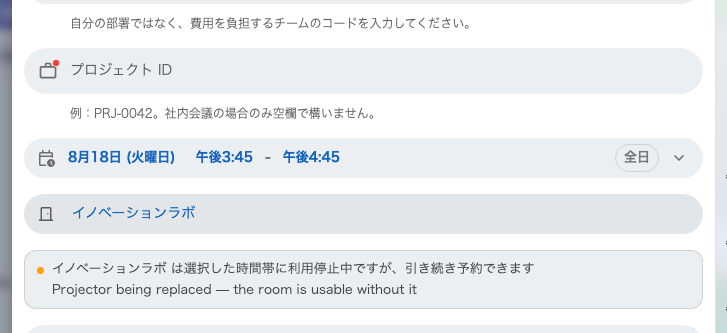 自分の部署ではなく、費用を負担するチームのコードを入力してください。
プロジェクト ID
例：PRJ-0042。社内会議の場合のみ空欄で構いません。
8月18日 (火曜日) 午後3:45 - 午後4:45 全日
イノベーションラボ
イノベーションラボ は選択した時間帯に利用停止中ですが、引き続き予約できます
Projector being replaced — the room is usable without it